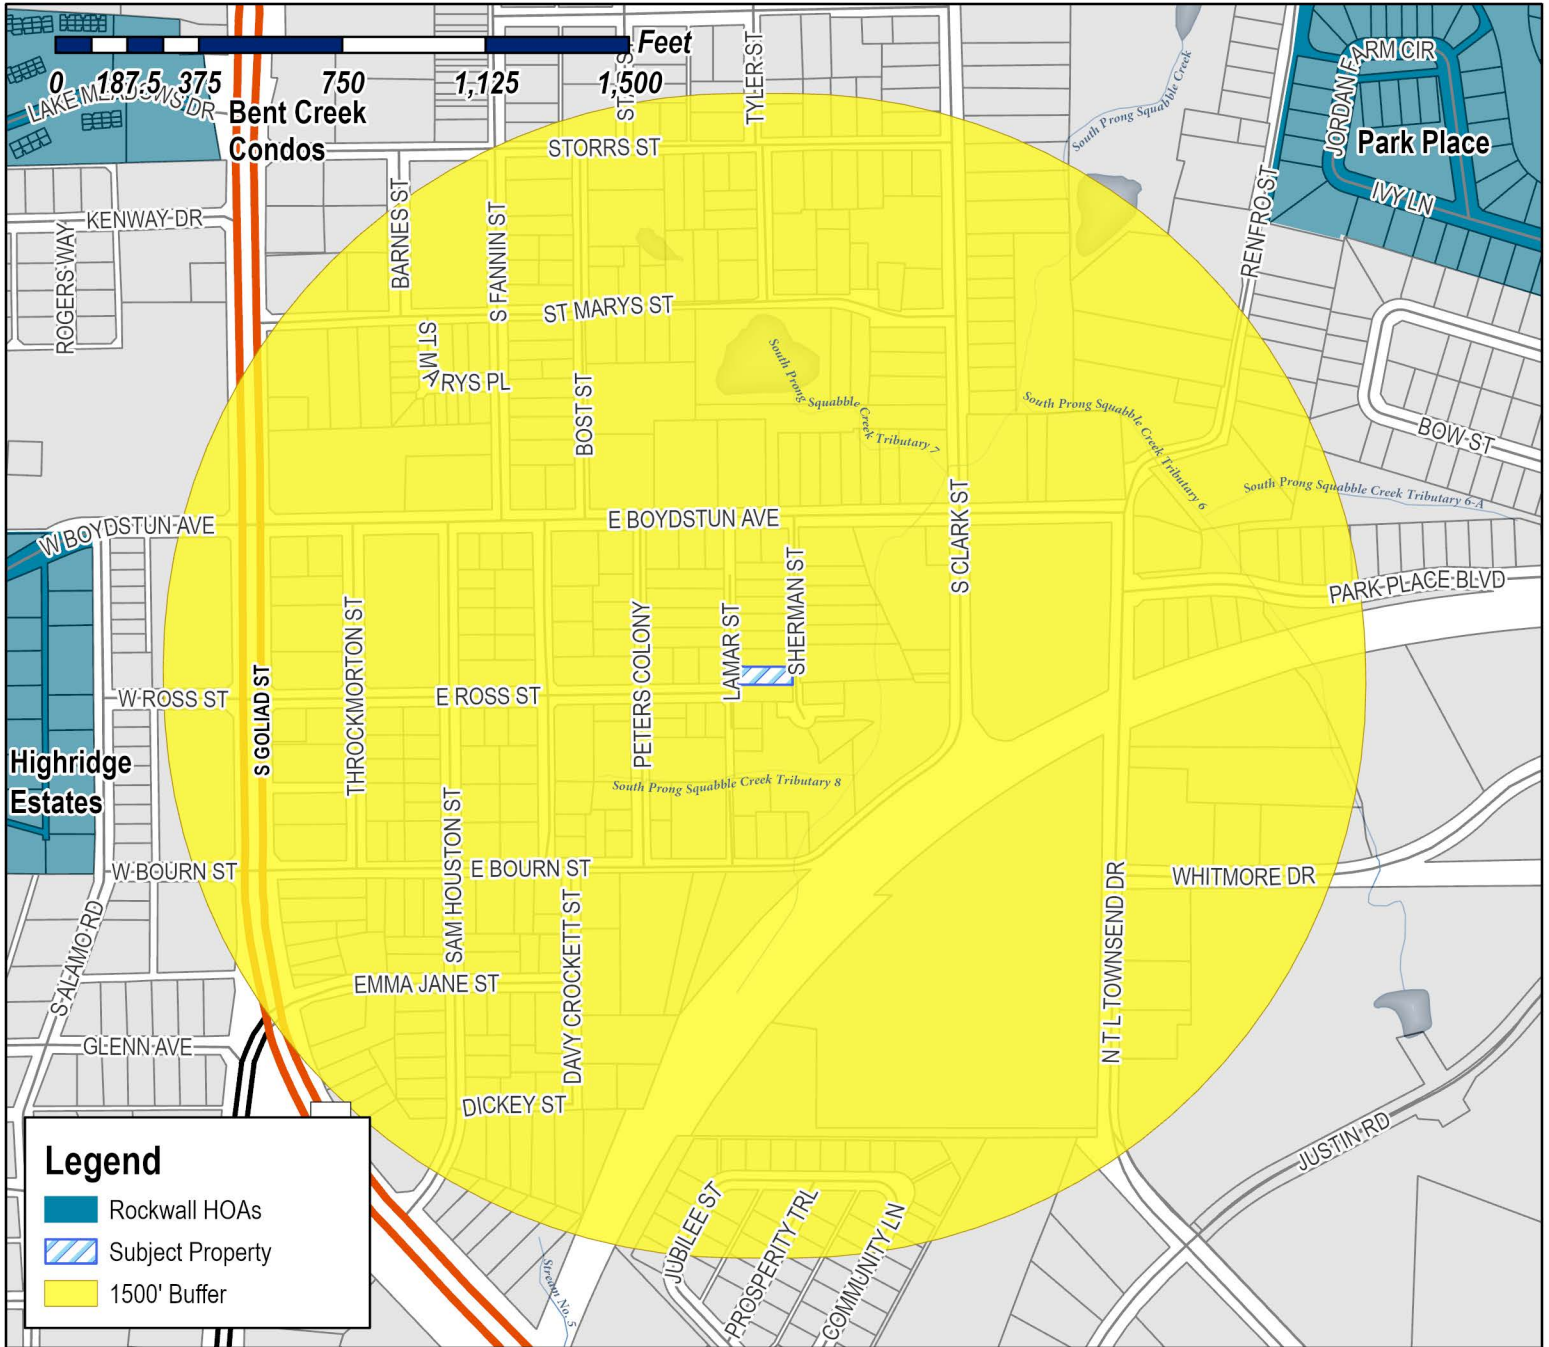 Feet
0 187.5 375 750 1,125 1,500
LAKE MEADOWS DR
Bent Creek
Condos
TYLER ST
STORRS ST
South Prong Squabble Creek
JORDAN FARM CIR
Park Place
IVY LN
RENFRO ST
KENWAY DR
ROGERS WAY
BARNES ST
S FANNIN ST
ST MARYS ST
ST MARYS PL
BOST ST
South Prong Squabble Creek Tributary 7
South Prong Squabble Creek Tributary 6
South Prong Squabble Creek Tributary 6-A
BOW ST
W BOYDSTUN AVE
E BOYDSTUN AVE
S CLARK ST
PARK PLACE BLVD
SHERMAN ST
LAMAR ST
PETERS COLONY
THROCKMORTON ST
S GOLIAD ST
W ROSS ST
E ROSS ST
Highridge
Estates
South Prong Squabble Creek Tributary 8
SAM HOUSTON ST
W BOURN ST
E BOURN ST
WHITMORE DR
N T L TOWNSEND DR
DAVY CROCKETT ST
S ALAMO RD
EMMA JANE ST
GLENN AVE
DICKEY ST
JUSTIN RD
JUBILEE ST
PROSPERITY TRL
COMMUNITY LN
Stream No. 5
Legend
Rockwall HOAs
Subject Property
1500' Buffer